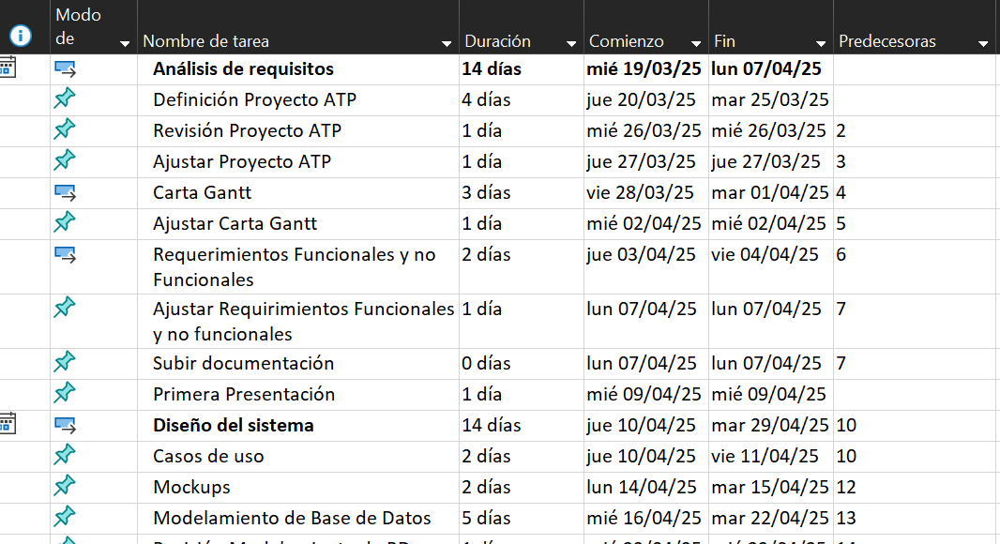 Modo de Nombre de tarea Duración Comienzo Fin Predecesoras
Análisis de requisitos 14 días mié 19/03/25 lun 07/04/25
Definición Proyecto ATP 4 días jue 20/03/25 mar 25/03/25
Revisión Proyecto ATP 1 día mié 26/03/25 mié 26/03/25 2
Ajustar Proyecto ATP 1 día jue 27/03/25 jue 27/03/25 3
Carta Gantt 3 días vie 28/03/25 mar 01/04/25 4
Ajustar Carta Gantt 1 día mié 02/04/25 mié 02/04/25 5
Requerimientos Funcionales y no 2 días jue 03/04/25 vie 04/04/25 6
Funcionales
Ajustar Requirimientos Funcionales 1 día lun 07/04/25 lun 07/04/25 7
y no funcionales
Subir documentación 0 días lun 07/04/25 lun 07/04/25 7
Primera Presentación 1 día mié 09/04/25 mié 09/04/25
Diseño del sistema 14 días jue 10/04/25 mar 29/04/25 10
Casos de uso 2 días jue 10/04/25 vie 11/04/25 10
Mockups 2 días lun 14/04/25 mar 15/04/25 12
Modelamiento de Base de Datos 5 días mié 16/04/25 mar 22/04/25 13